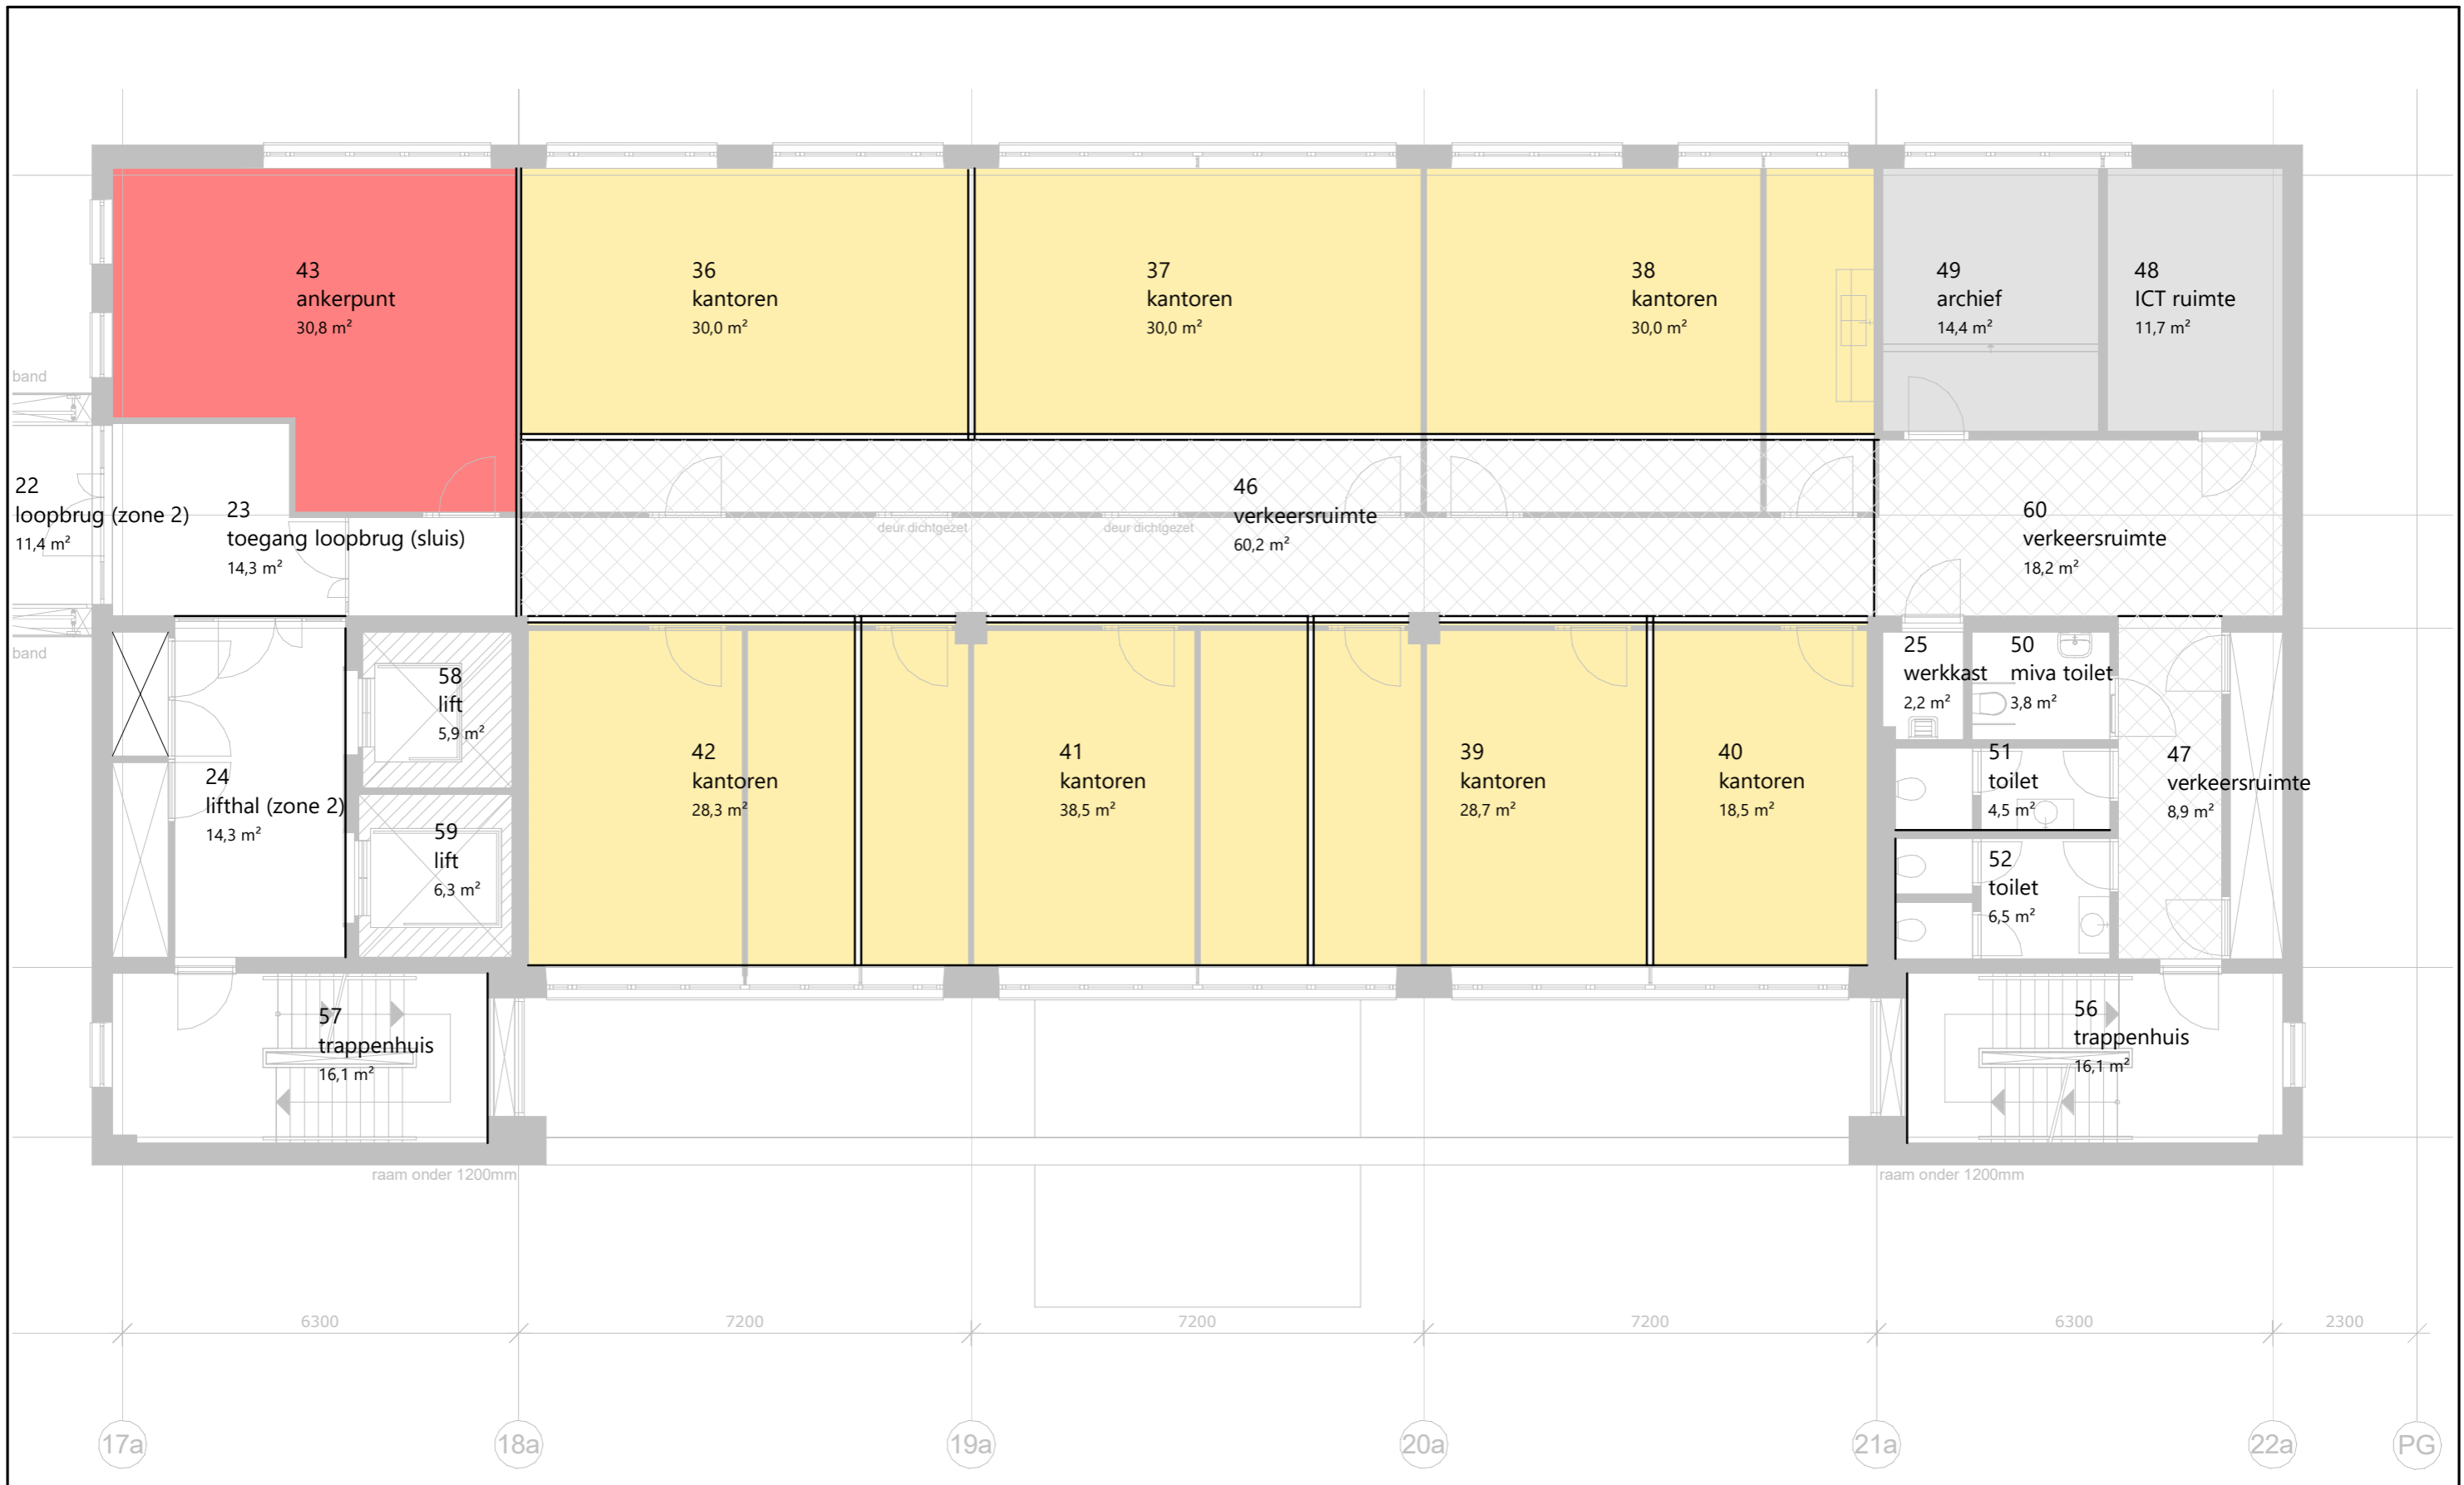 43
ankerpunt
30,8 m²
36
kantoren
30,0 m²
37
kantoren
30,0 m²
38
kantoren
30,0 m²
49
archief
14,4 m²
48
ICT ruimte
11,7 m²
band
22
loopbrug (zone 2)
11,4 m²
23
toegang loopbrug (sluis)
14,3 m²
46
verkeersruimte
60,2 m²
deur dichtgezet
deur dichtgezet
60
verkeersruimte
18,2 m²
band
58
lift
5,9 m²
59
lift
6,3 m²
24
lifthal (zone 2)
14,3 m²
42
kantoren
28,3 m²
41
kantoren
38,5 m²
39
kantoren
28,7 m²
40
kantoren
18,5 m²
25
werkkast
2,2 m²
50
miva toilet
3,8 m²
51
toilet
4,5 m²
47
verkeersruimte
8,9 m²
52
toilet
6,5 m²
57
trappenhuis
16,1 m²
56
trappenhuis
16,1 m²
raam onder 1200mm
raam onder 1200mm
6300
7200
7200
7200
6300
2300
17a
18a
19a
20a
21a
22a
PG